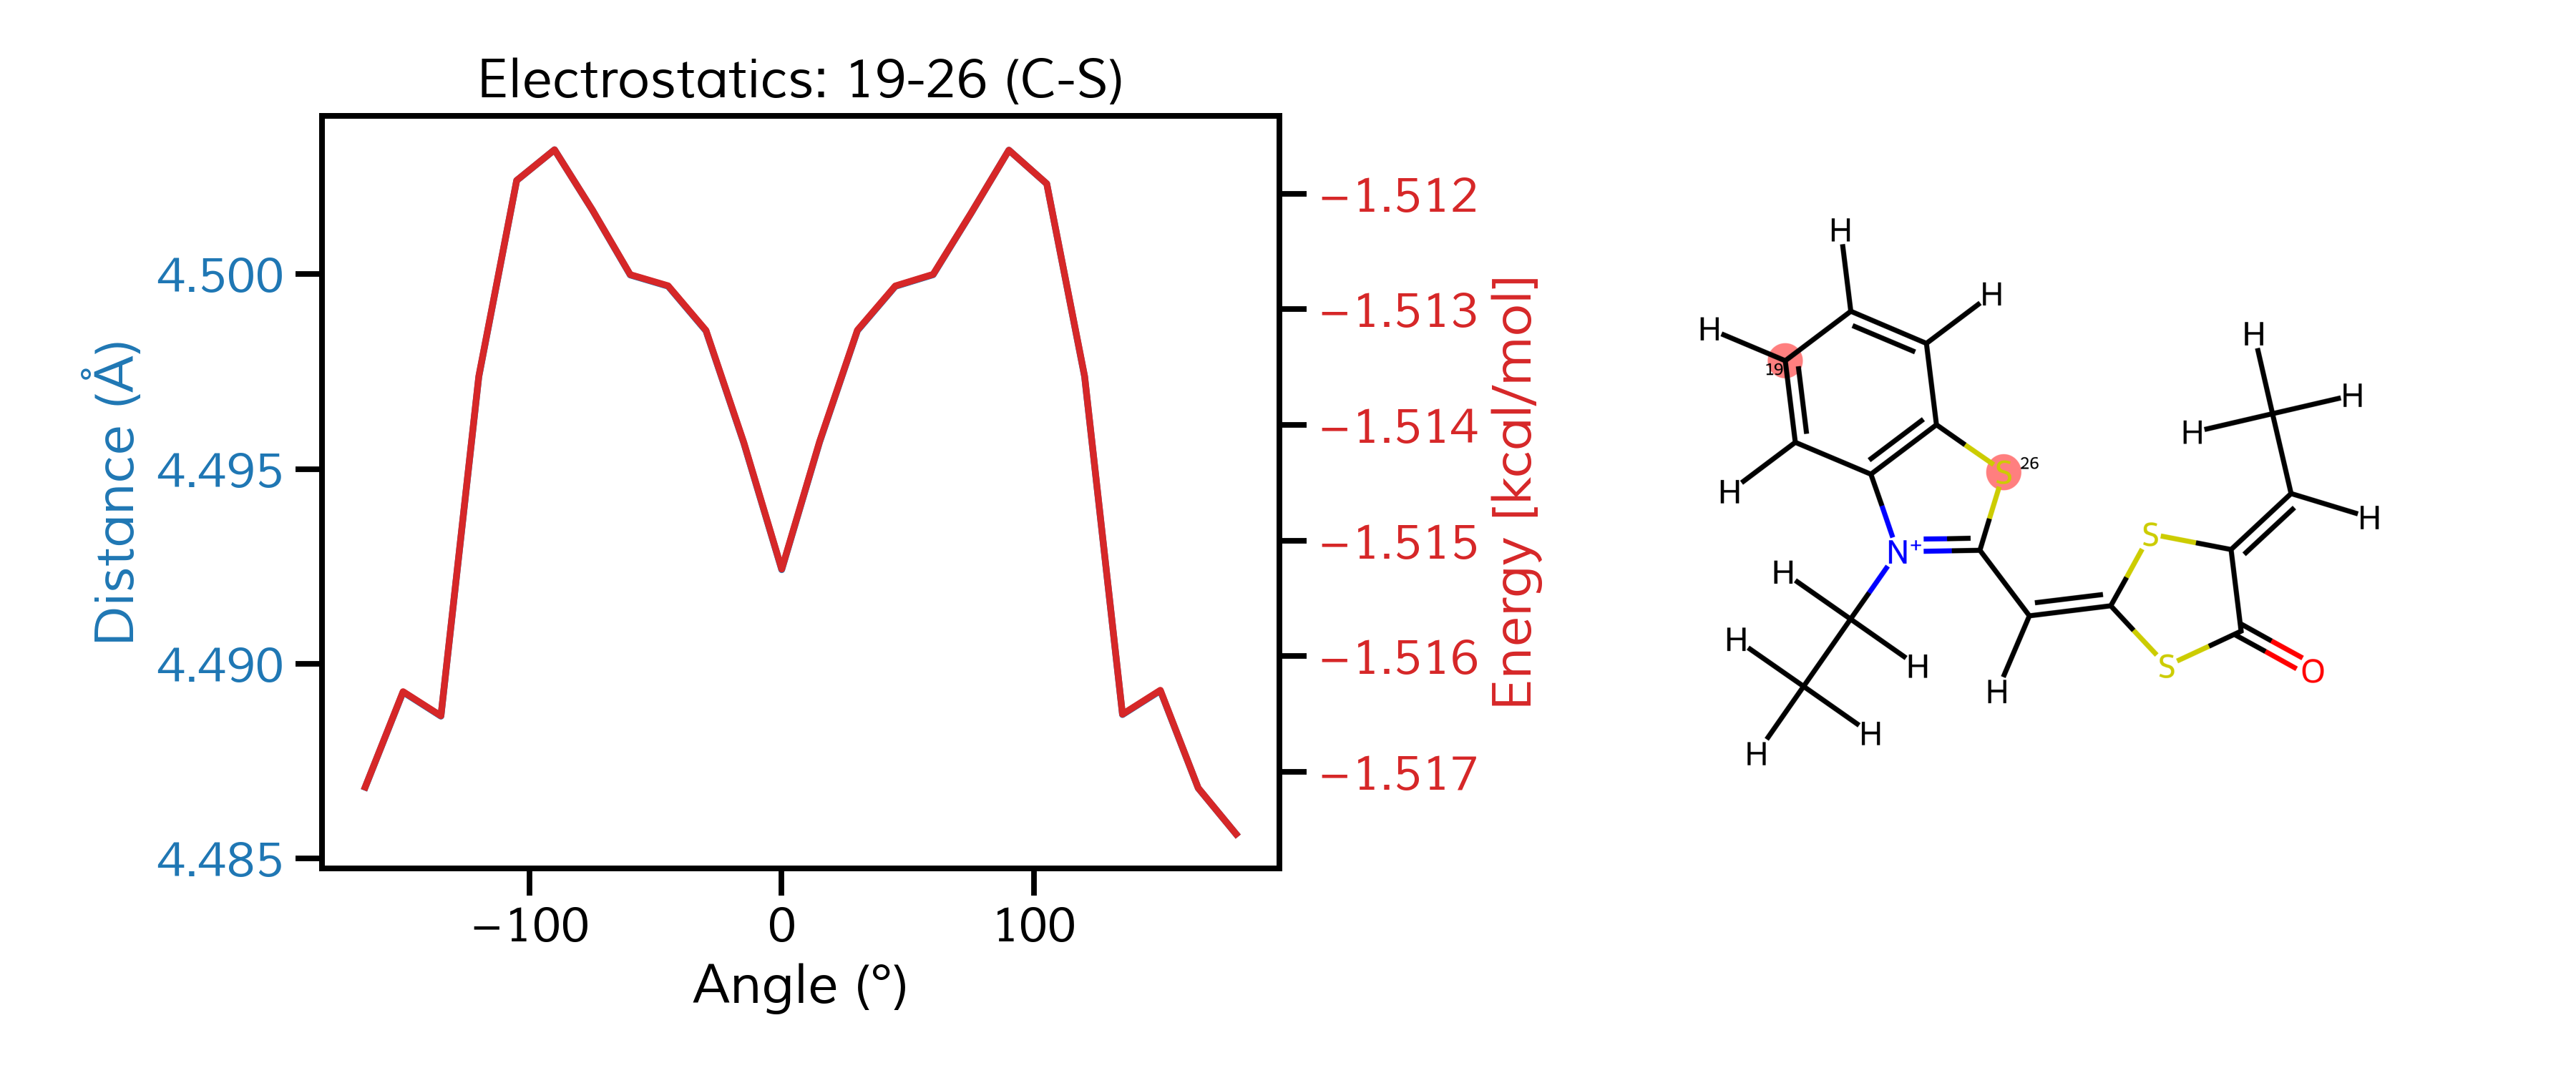 Electrostatics: 19-26 (C-S)
Distance (Å)
4.500
4.495
4.490
4.485
−100
0
100
Angle (°)
−1.512
−1.513
−1.514
−1.515
−1.516
−1.517
Energy [kcal/mol]
H
H
H
H
19
H
H
H
S 26
H
H
H
S
N+
H
H
H
S
O
H
H
H